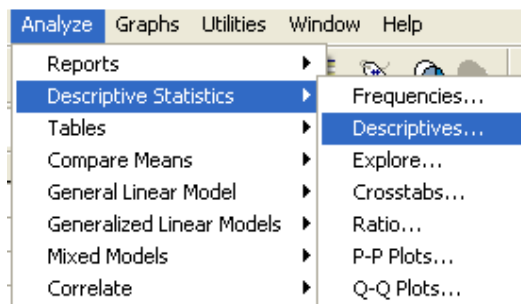 Analyze Graphs Utilities Window Help
Reports
Descriptive Statistics
Tables
Compare Means
General Linear Model
Generalized Linear Models
Mixed Models
Correlate
Frequencies...
Descriptives...
Explore...
Crosstabs...
Ratio...
P-P Plots...
Q-Q Plots...